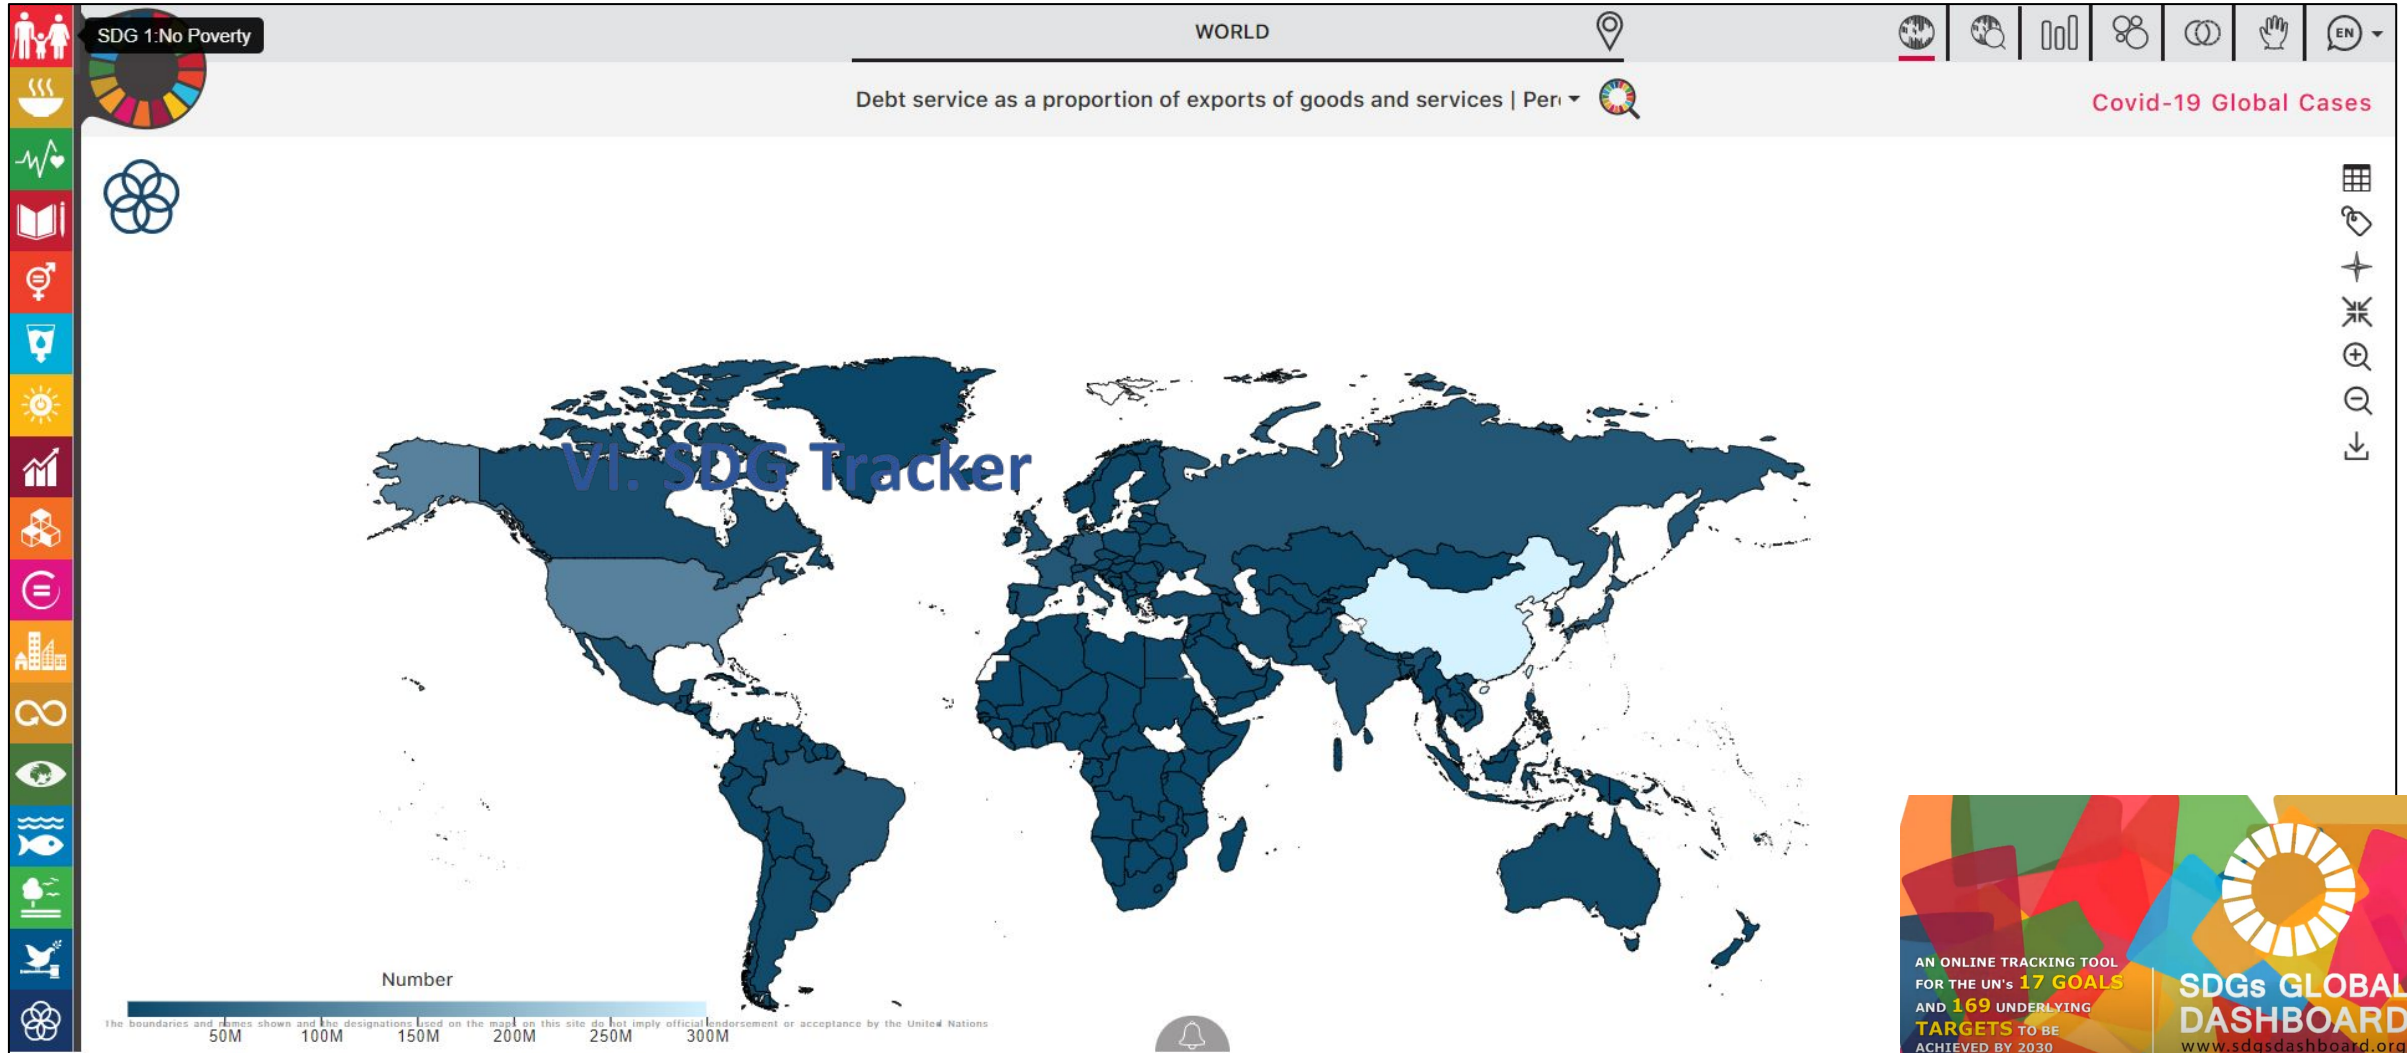 SDG 1:No Poverty
WORLD
EN
Debt service as a proportion of exports of goods and services | Per
Covid-19 Global Cases
VI. SDG Tracker
Number
The boundaries and names shown and the designations used on the maps on this site do not imply official endorsement or acceptance by the United Nations
50M 100M 150M 200M 250M 300M
AN ONLINE TRACKING TOOL
FOR THE UN's 17 GOALS
AND 169 UNDERLYING
TARGETS TO BE
ACHIEVED BY 2030
SDGs GLOBAL
DASHBOARD
www.sdgsdashboard.org